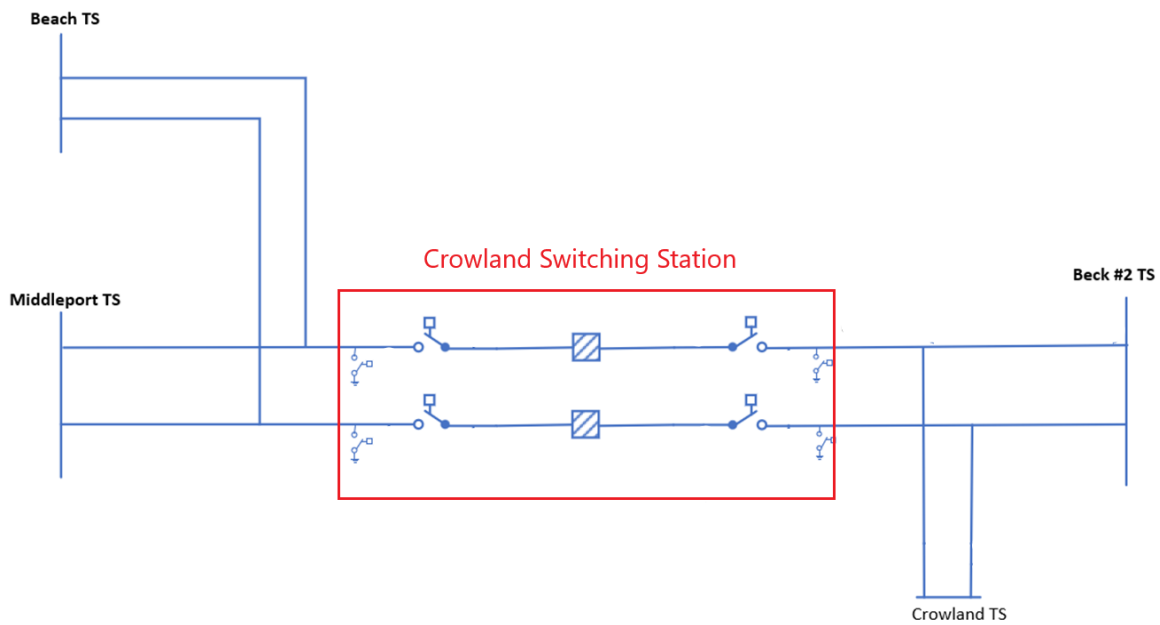 Beach TS
Crowland Switching Station
Beck #2 TS
Middleport TS
Crowland TS